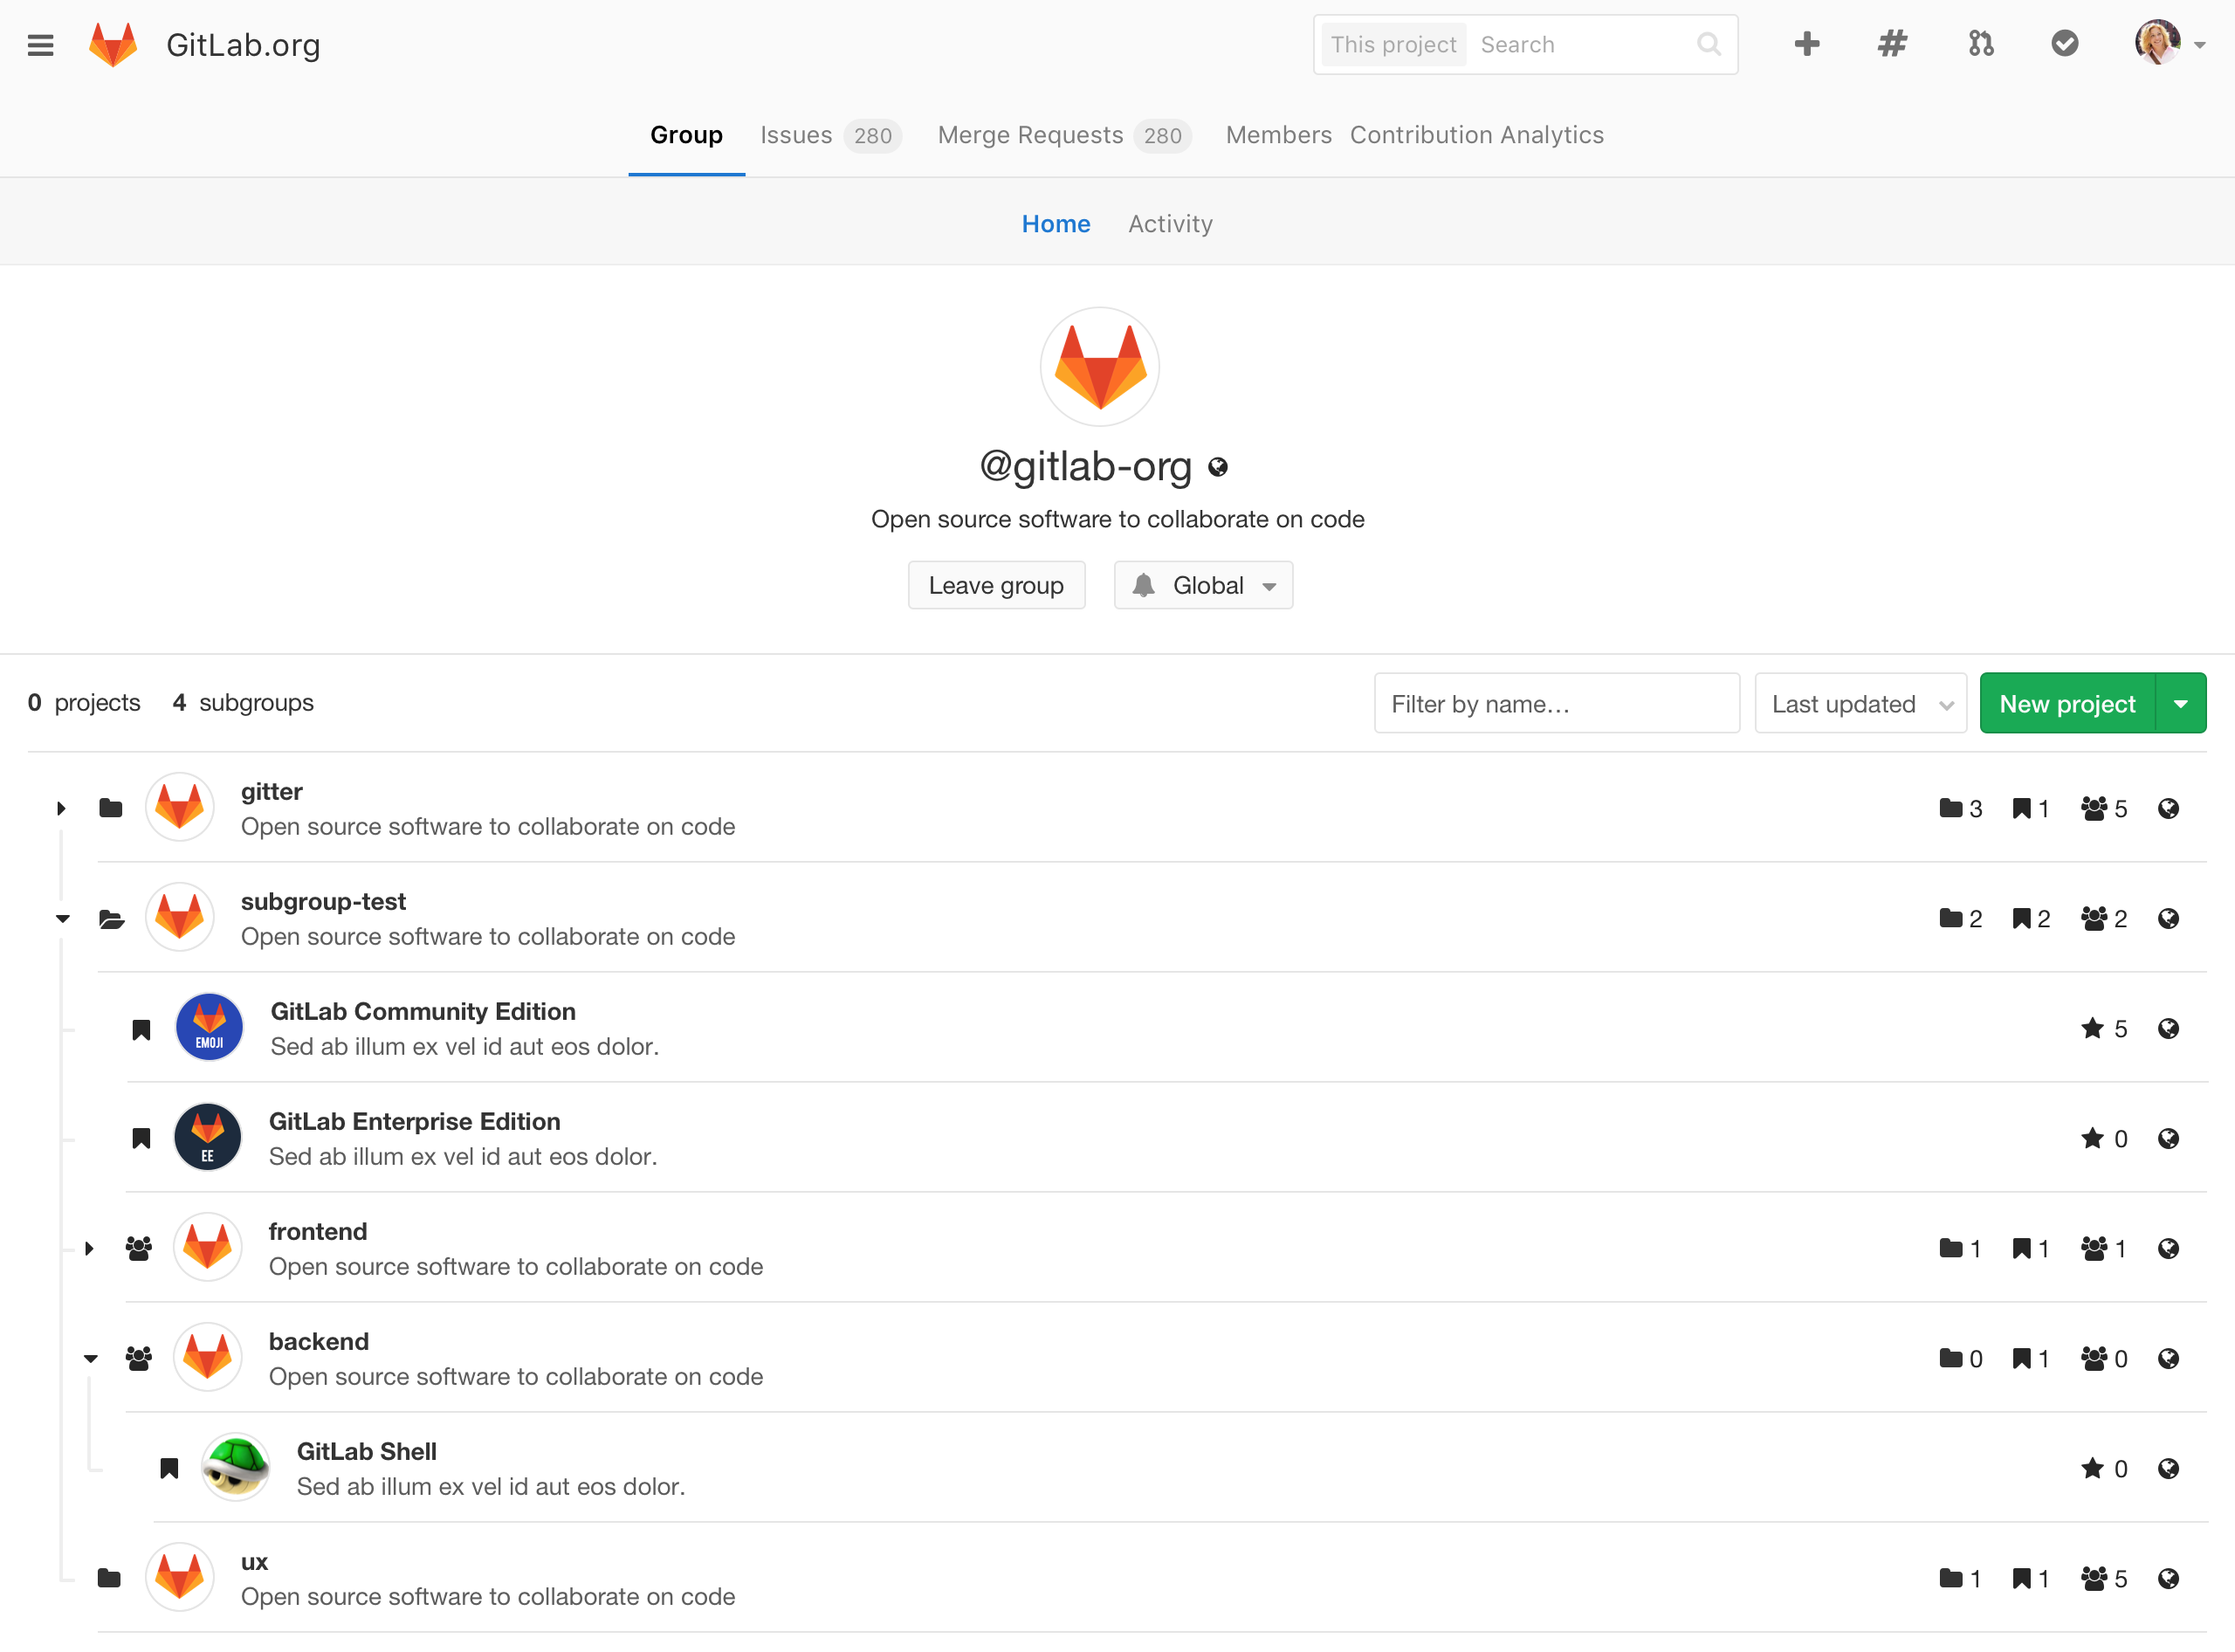 GitLab.org
This project Search
Group Issues 280 Merge Requests 280 Members Contribution Analytics
Home Activity
@gitlab-org
Open source software to collaborate on code
Leave group Global
0 projects 4 subgroups Filter by name… Last updated New project
gitter
Open source software to collaborate on code
3 1 5
subgroup-test
Open source software to collaborate on code
2 2 2
EMOJI
GitLab Community Edition
Sed ab illum ex vel id aut eos dolor.
5
EE
GitLab Enterprise Edition
Sed ab illum ex vel id aut eos dolor.
0
frontend
Open source software to collaborate on code
1 1 1
backend
Open source software to collaborate on code
0 1 0
GitLab Shell
Sed ab illum ex vel id aut eos dolor.
0
ux
Open source software to collaborate on code
1 1 5